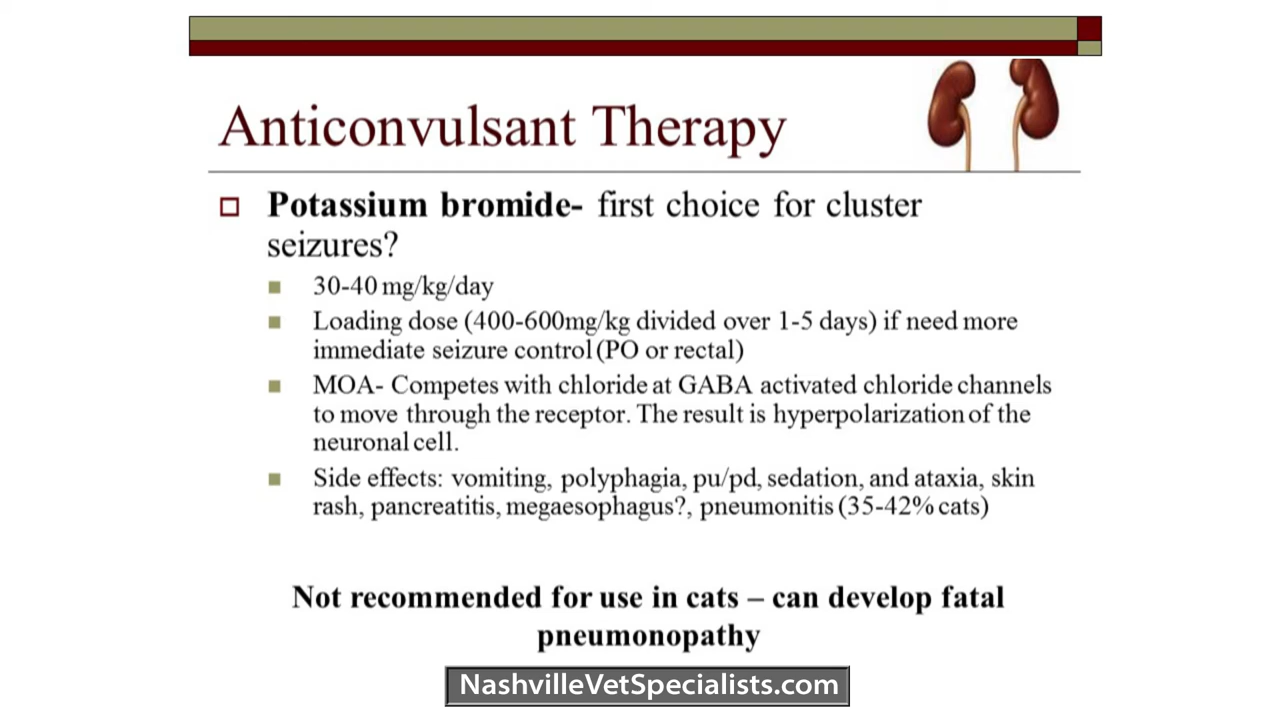 Anticonvulsant Therapy
Potassium bromide- first choice for cluster
seizures?
30-40 mg/kg/day
Loading dose (400-600mg/kg divided over 1-5 days) if need more
immediate seizure control (PO or rectal)
MOA- Competes with chloride at GABA activated chloride channels
to move through the receptor. The result is hyperpolarization of the
neuronal cell.
Side effects: vomiting, polyphagia, pu/pd, sedation, and ataxia, skin
rash, pancreatitis, megaesophagus?, pneumonitis (35-42% cats)
Not recommended for use in cats – can develop fatal
pneumonopathy
NashvilleVetSpecialists.com